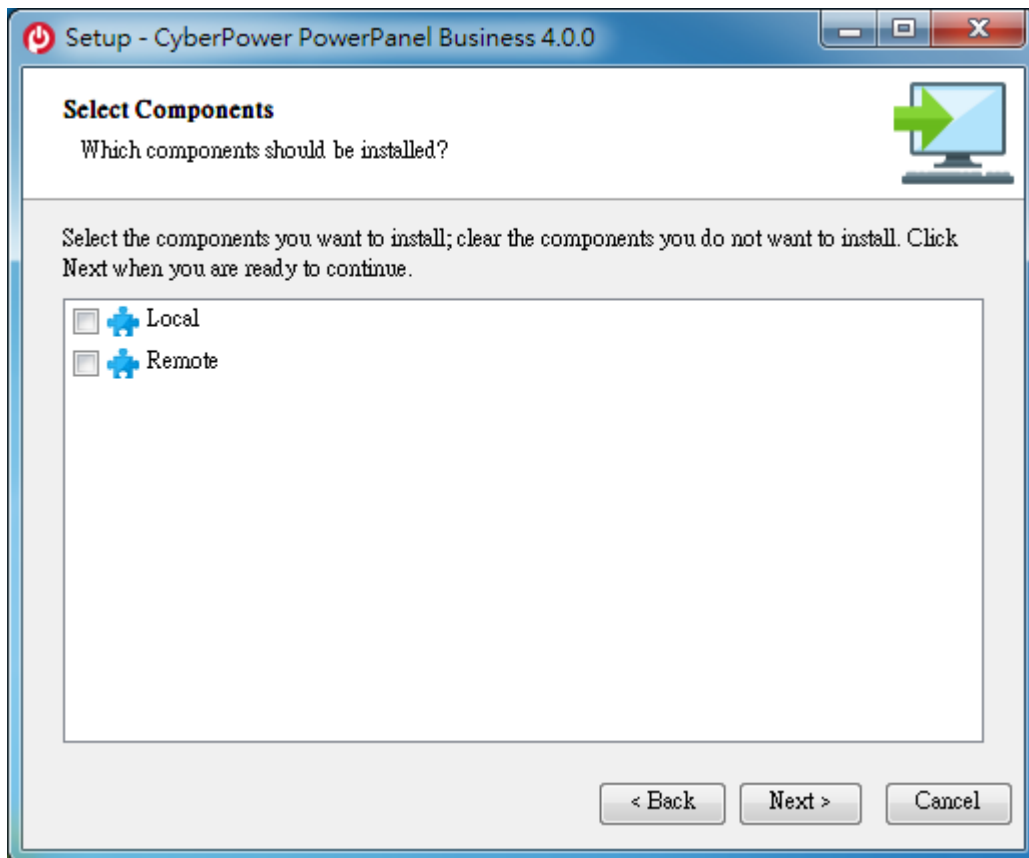 Setup - CyberPower PowerPanel Business 4.0.0
Select Components
Which components should be installed?
Select the components you want to install; clear the components you do not want to install. Click
Next when you are ready to continue.
Local
Remote
< Back Next > Cancel